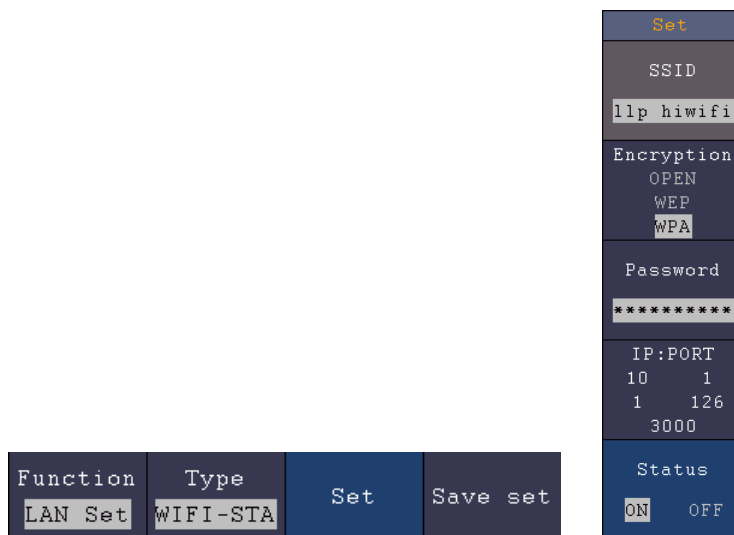 Set
SSID
llp hiwifi
Encryption
OPEN
WEP
WPA
Password
**********
IP:PORT
10 1
1 126
3000
Status
ON OFF
Function Type Set Save set
LAN Set WIFI-STA